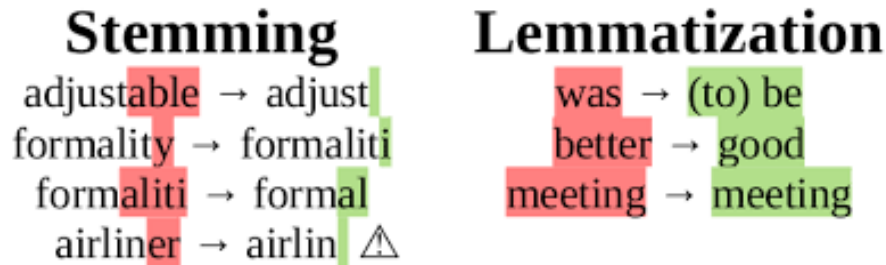 Stemming
adjustable → adjust
formality → formaliti
formaliti → formal
airliner → airlin ⚠
Lemmatization
was → (to) be
better → good
meeting → meeting